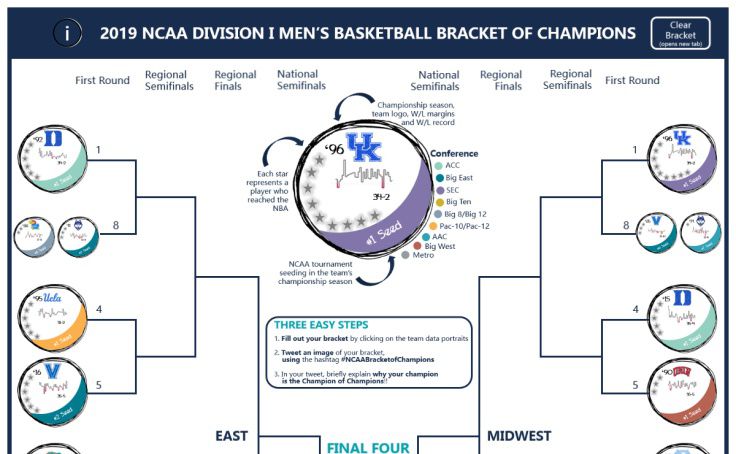 i
2019 NCAA DIVISION I MEN'S BASKETBALL BRACKET OF CHAMPIONS
Clear
Bracket
(opens new tab)
First Round
Regional
Semifinals
Regional
Finals
National
Semifinals
National
Semifinals
Regional
Finals
Regional
Semifinals
First Round
Championship season,
team logo, W/L margins
and W/L record
'96
UK
34-2
#1 Seed
Each star
represents a
player who
reached the
NBA
NCAA tournament
seeding in the team's
championship season
Conference
ACC
Big East
SEC
Big Ten
Big 8/Big 12
Pac-10/Pac-12
AAC
Big West
Metro
'92
D
34-2
#1 Seed
1
8
'95
Ucla
#1 Seed
4
'16
V
#2 Seed
5
'96
UK
34-2
#1 Seed
1
V
8
'15
D
#1 Seed
4
'90
#1 Seed
5
THREE EASY STEPS
1. Fill out your bracket by clicking on the team data portraits
2. Tweet an image of your bracket,
using the hashtag #NCAABracketofChampions
3. In your tweet, briefly explain why your champion
is the Champion of Champions!!
EAST
MIDWEST
FINAL FOUR